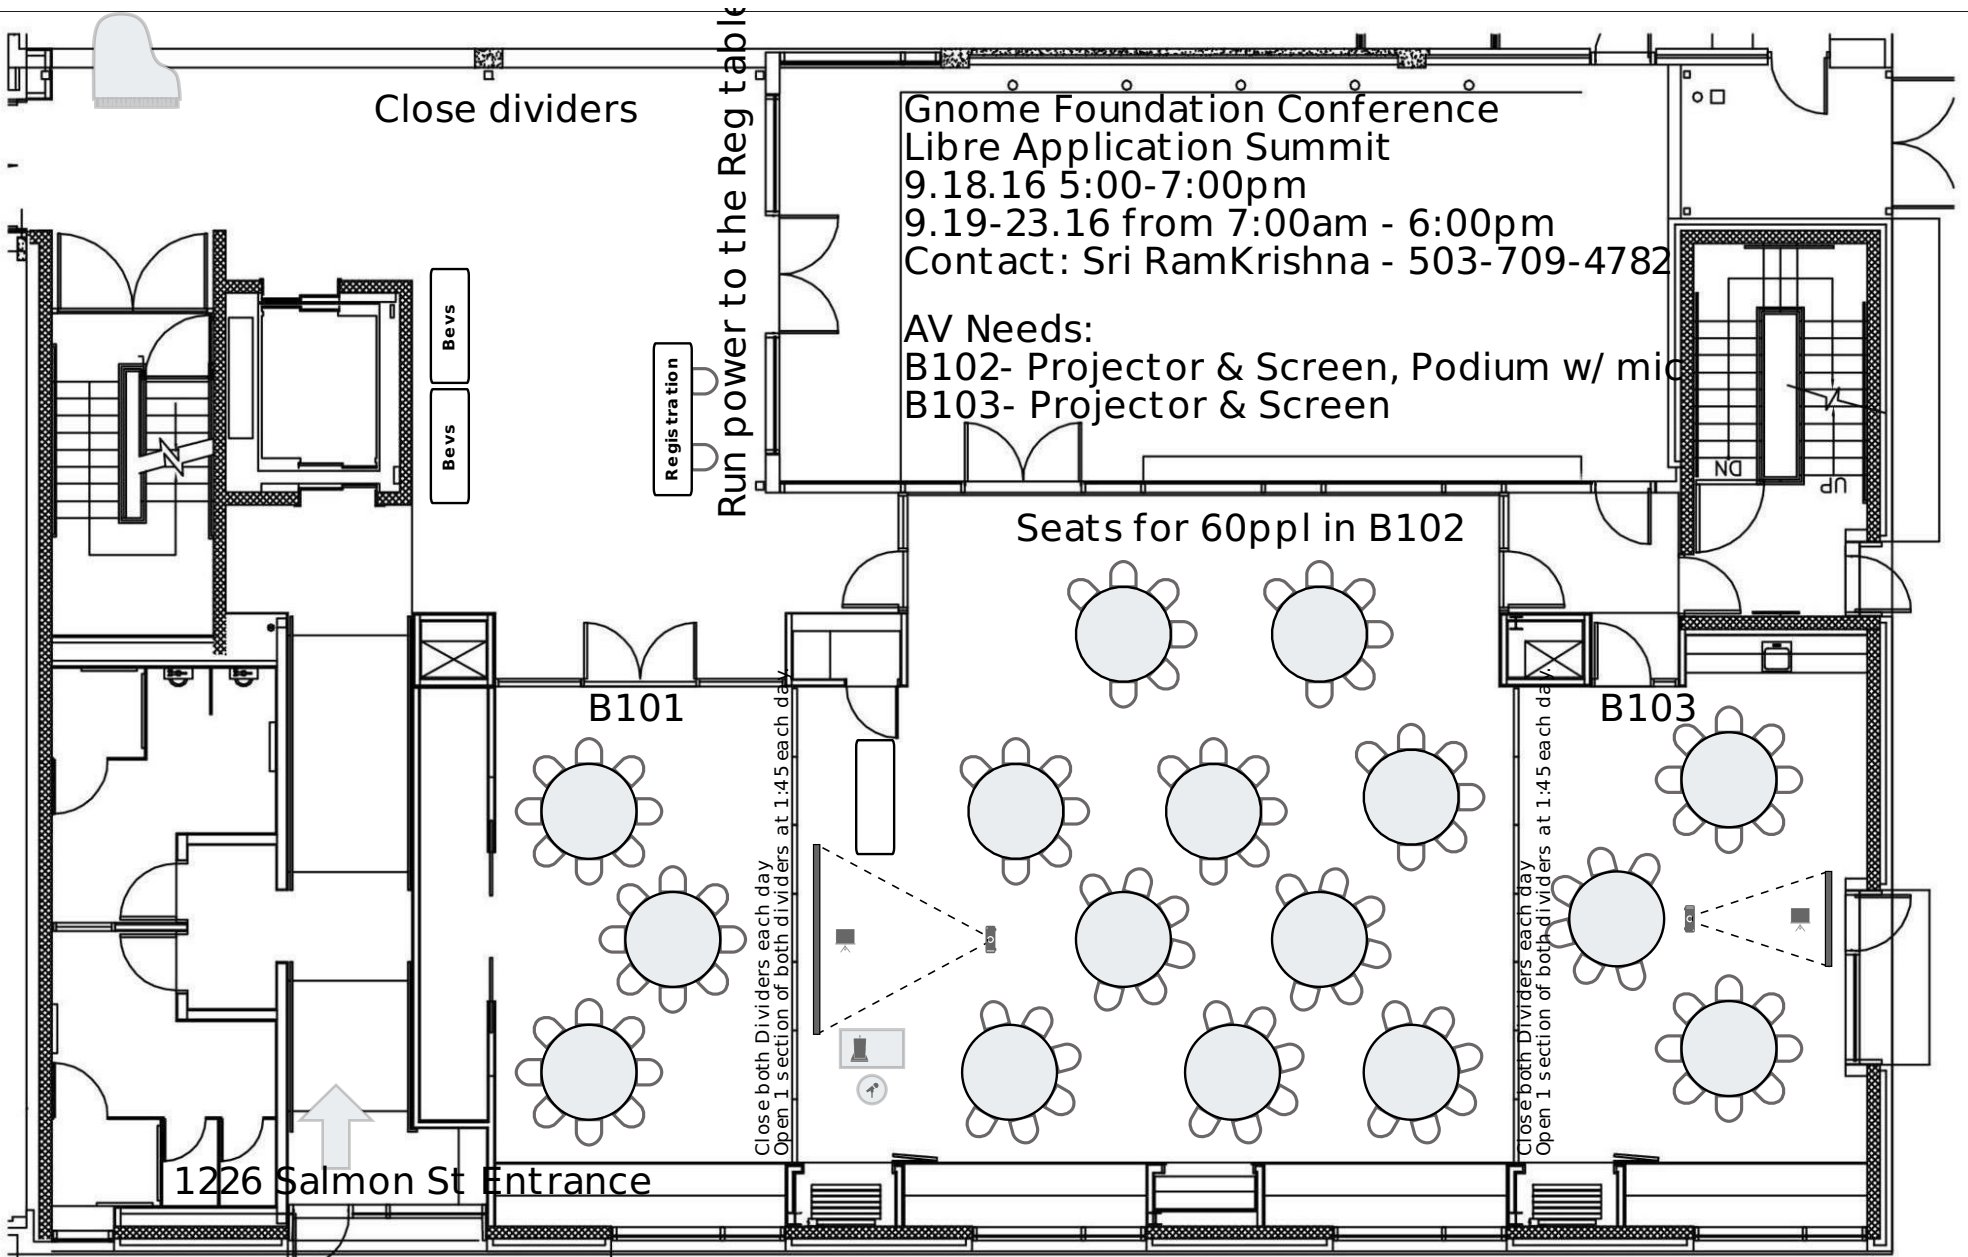 Close dividers
Run power to the Reg table
Gnome Foundation Conference
Libre Application Summit
9.18.16 5:00-7:00pm
9.19-23.16 from 7:00am - 6:00pm
Contact: Sri RamKrishna - 503-709-4782
AV Needs:
B102- Projector & Screen, Podium w/ mic
B103- Projector & Screen
Bevs
Bevs
Registration
DN
UP
Seats for 60ppl in B102
B101
B103
Close both Dividers each day
Open 1 section of both dividers at 1:45 each day.
Close both Dividers each day
Open 1 section of both dividers at 1:45 each day.
1226 Salmon St Entrance